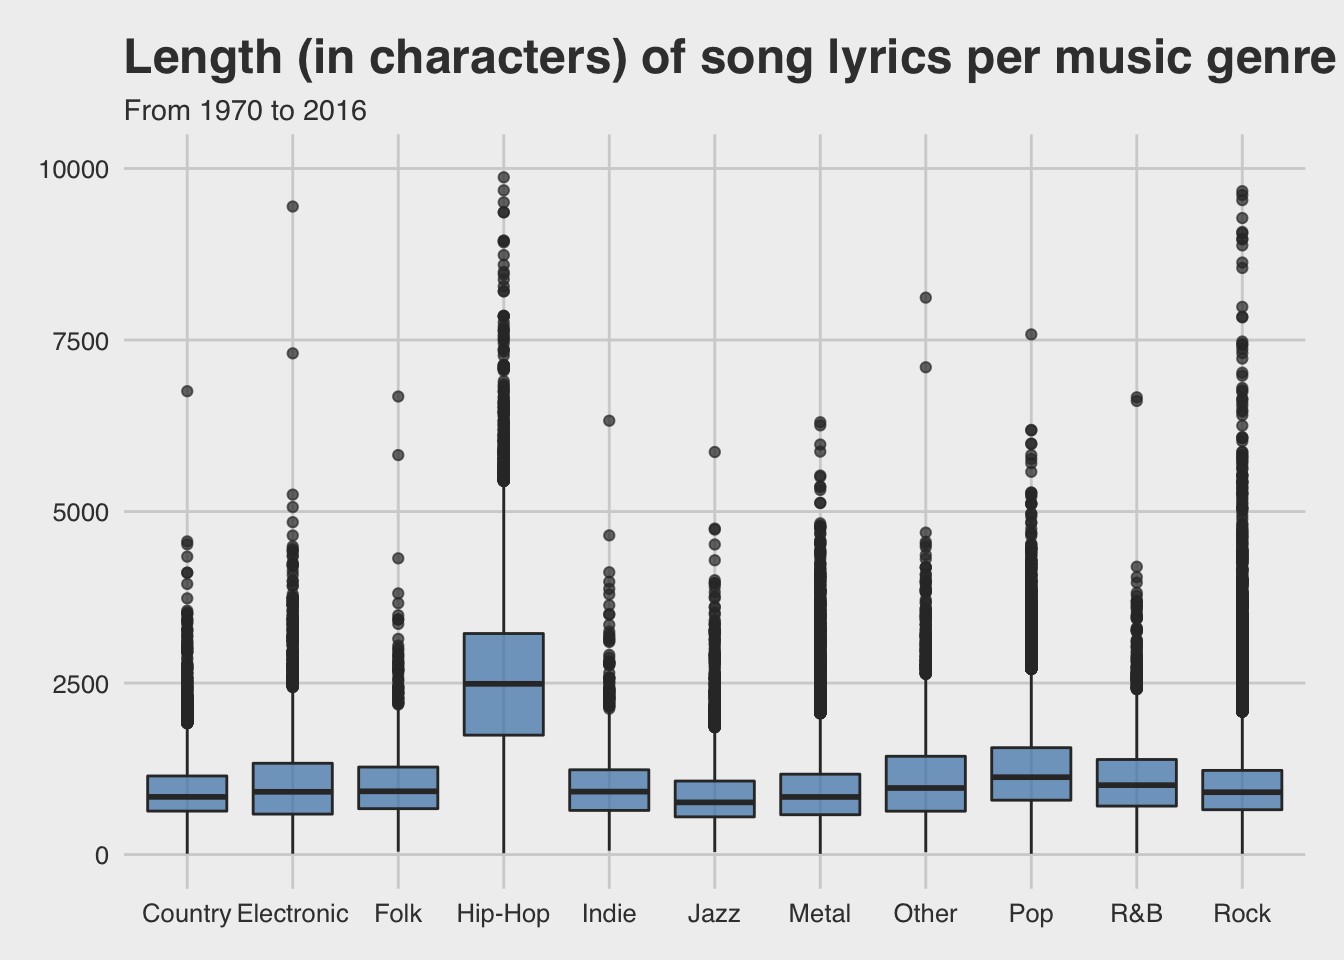 Length (in characters) of song lyrics per music genre
From 1970 to 2016
10000
7500
5000
2500
0
Country Electronic Folk Hip-Hop Indie Jazz Metal Other Pop R&B Rock